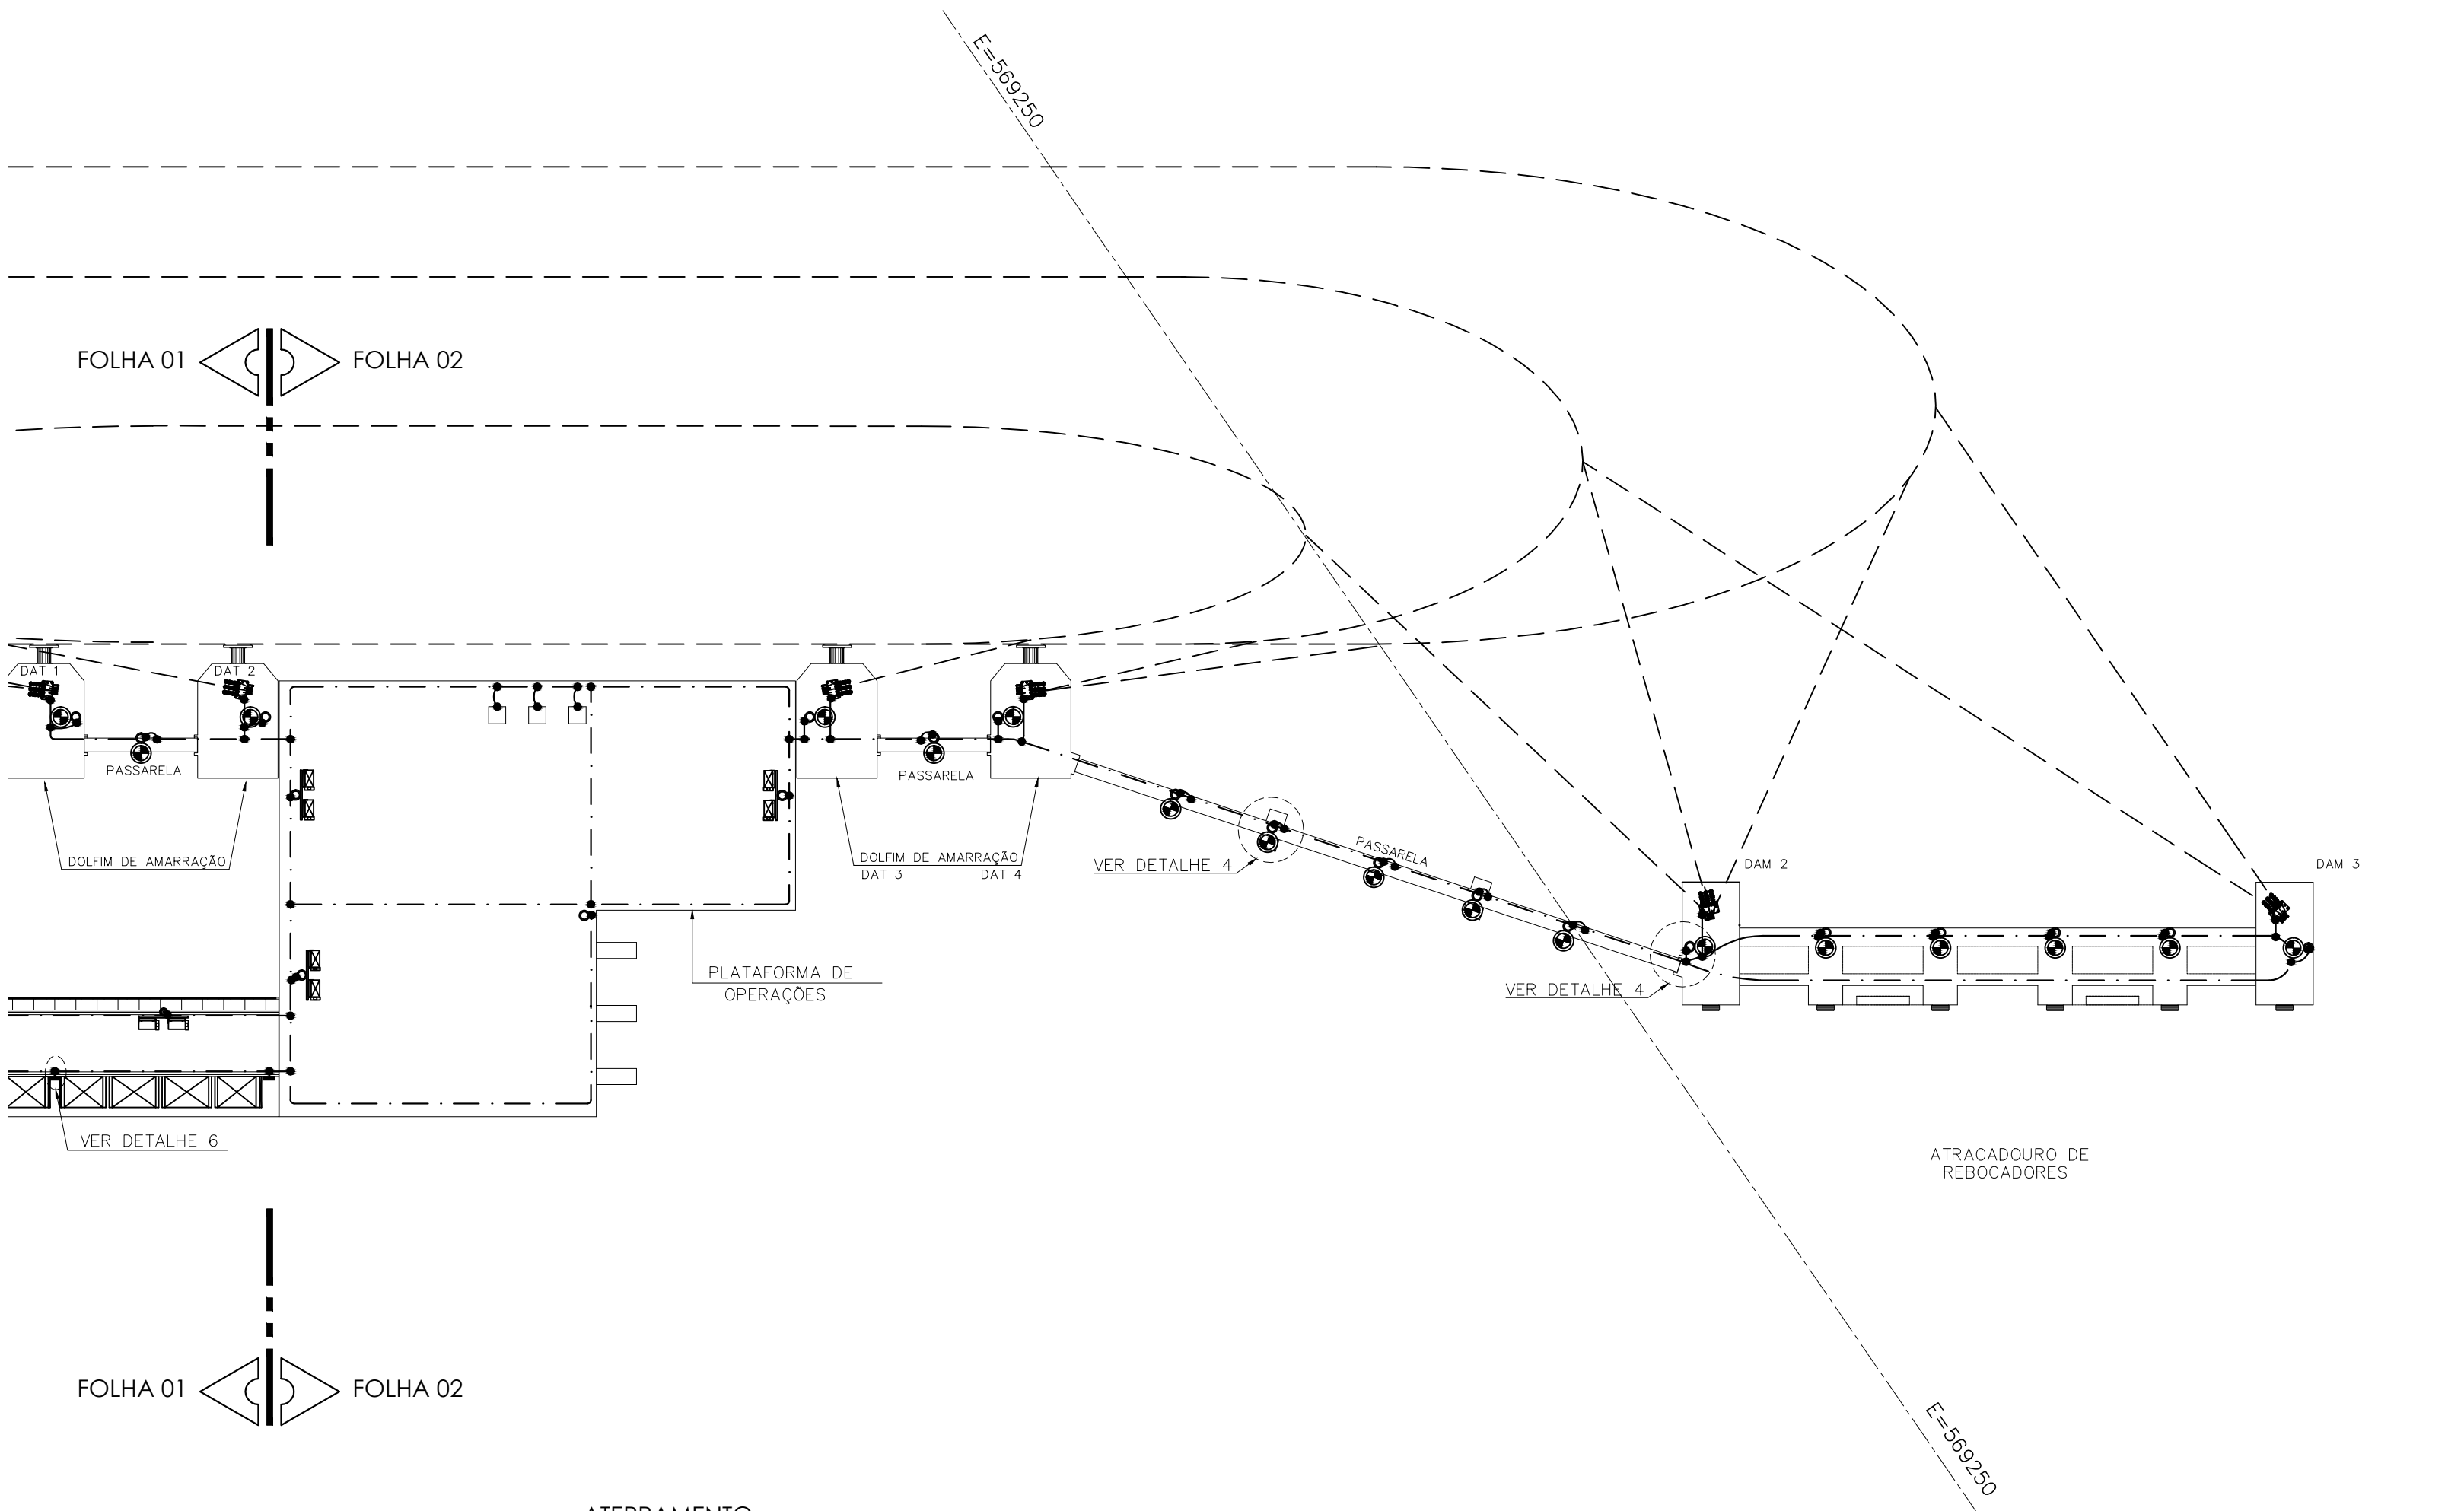 E=569250
FOLHA 01
FOLHA 02
DAT 1
DAT 2
PASSARELA
PASSARELA
DOLFIM DE AMARRAÇÃO
DOLFIM DE AMARRAÇÃO
DAT 3
DAT 4
VER DETALHE 4
PASSARELA
DAM 2
DAM 3
PLATAFORMA DE
OPERAÇÕES
VER DETALHE 4
VER DETALHE 6
ATRACADOURO DE
REBOCADORES
FOLHA 01
FOLHA 02
E=569250
ATERRAMENTO